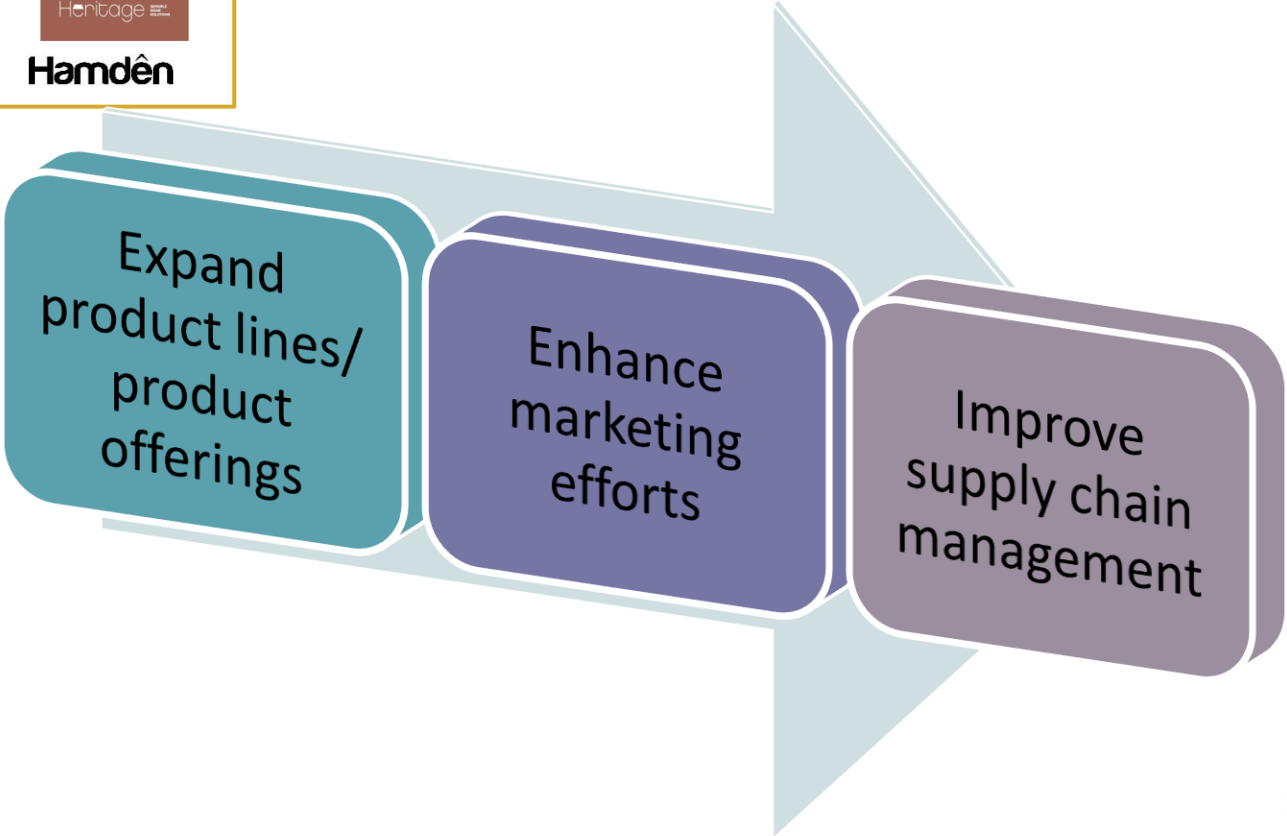 Heritage
Hamdên
Expand
product lines/
product
offerings
Enhance
marketing
efforts
Improve
supply chain
management